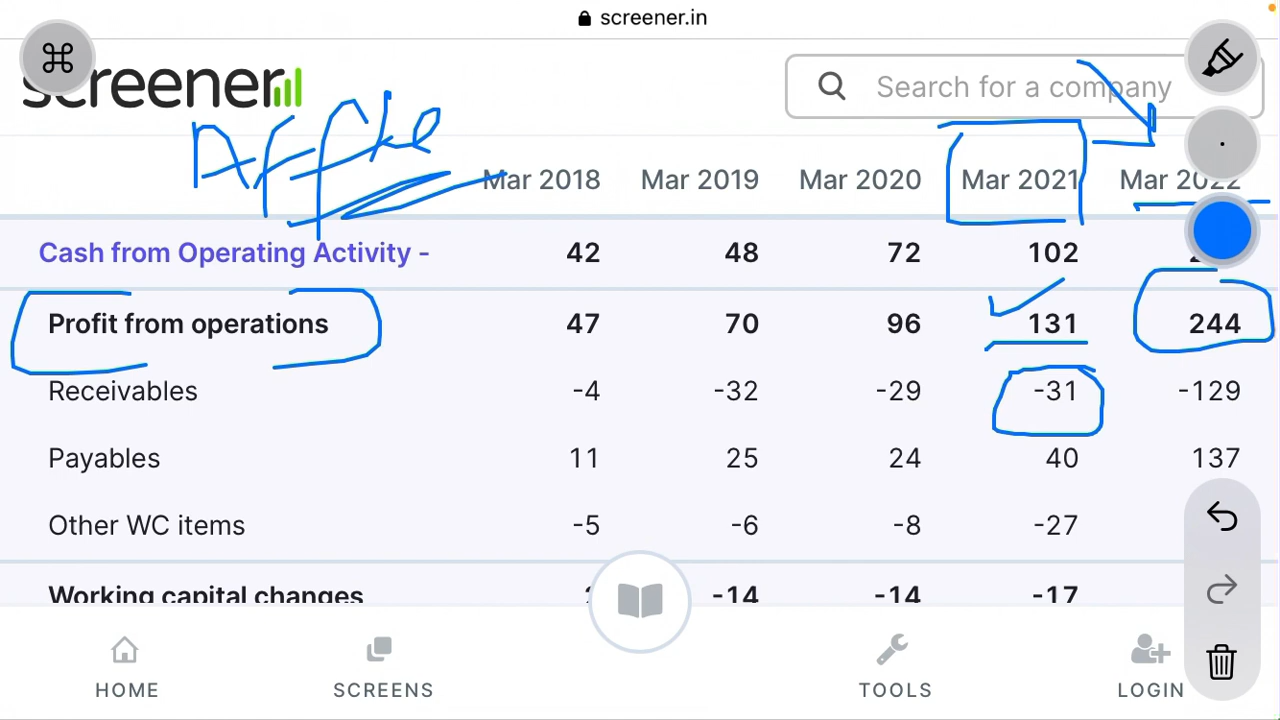 screener.in
screener
Search for a company
Affle
Mar 2018 Mar 2019 Mar 2020 Mar 2021 Mar 2022
Cash from Operating Activity - 42 48 72 102
Profit from operations 47 70 96 131 244
Receivables -4 -32 -29 -31 -129
Payables 11 25 24 40 137
Other WC items -5 -6 -8 -27
Working capital changes -14 -14 -17
HOME SCREENS TOOLS LOGIN